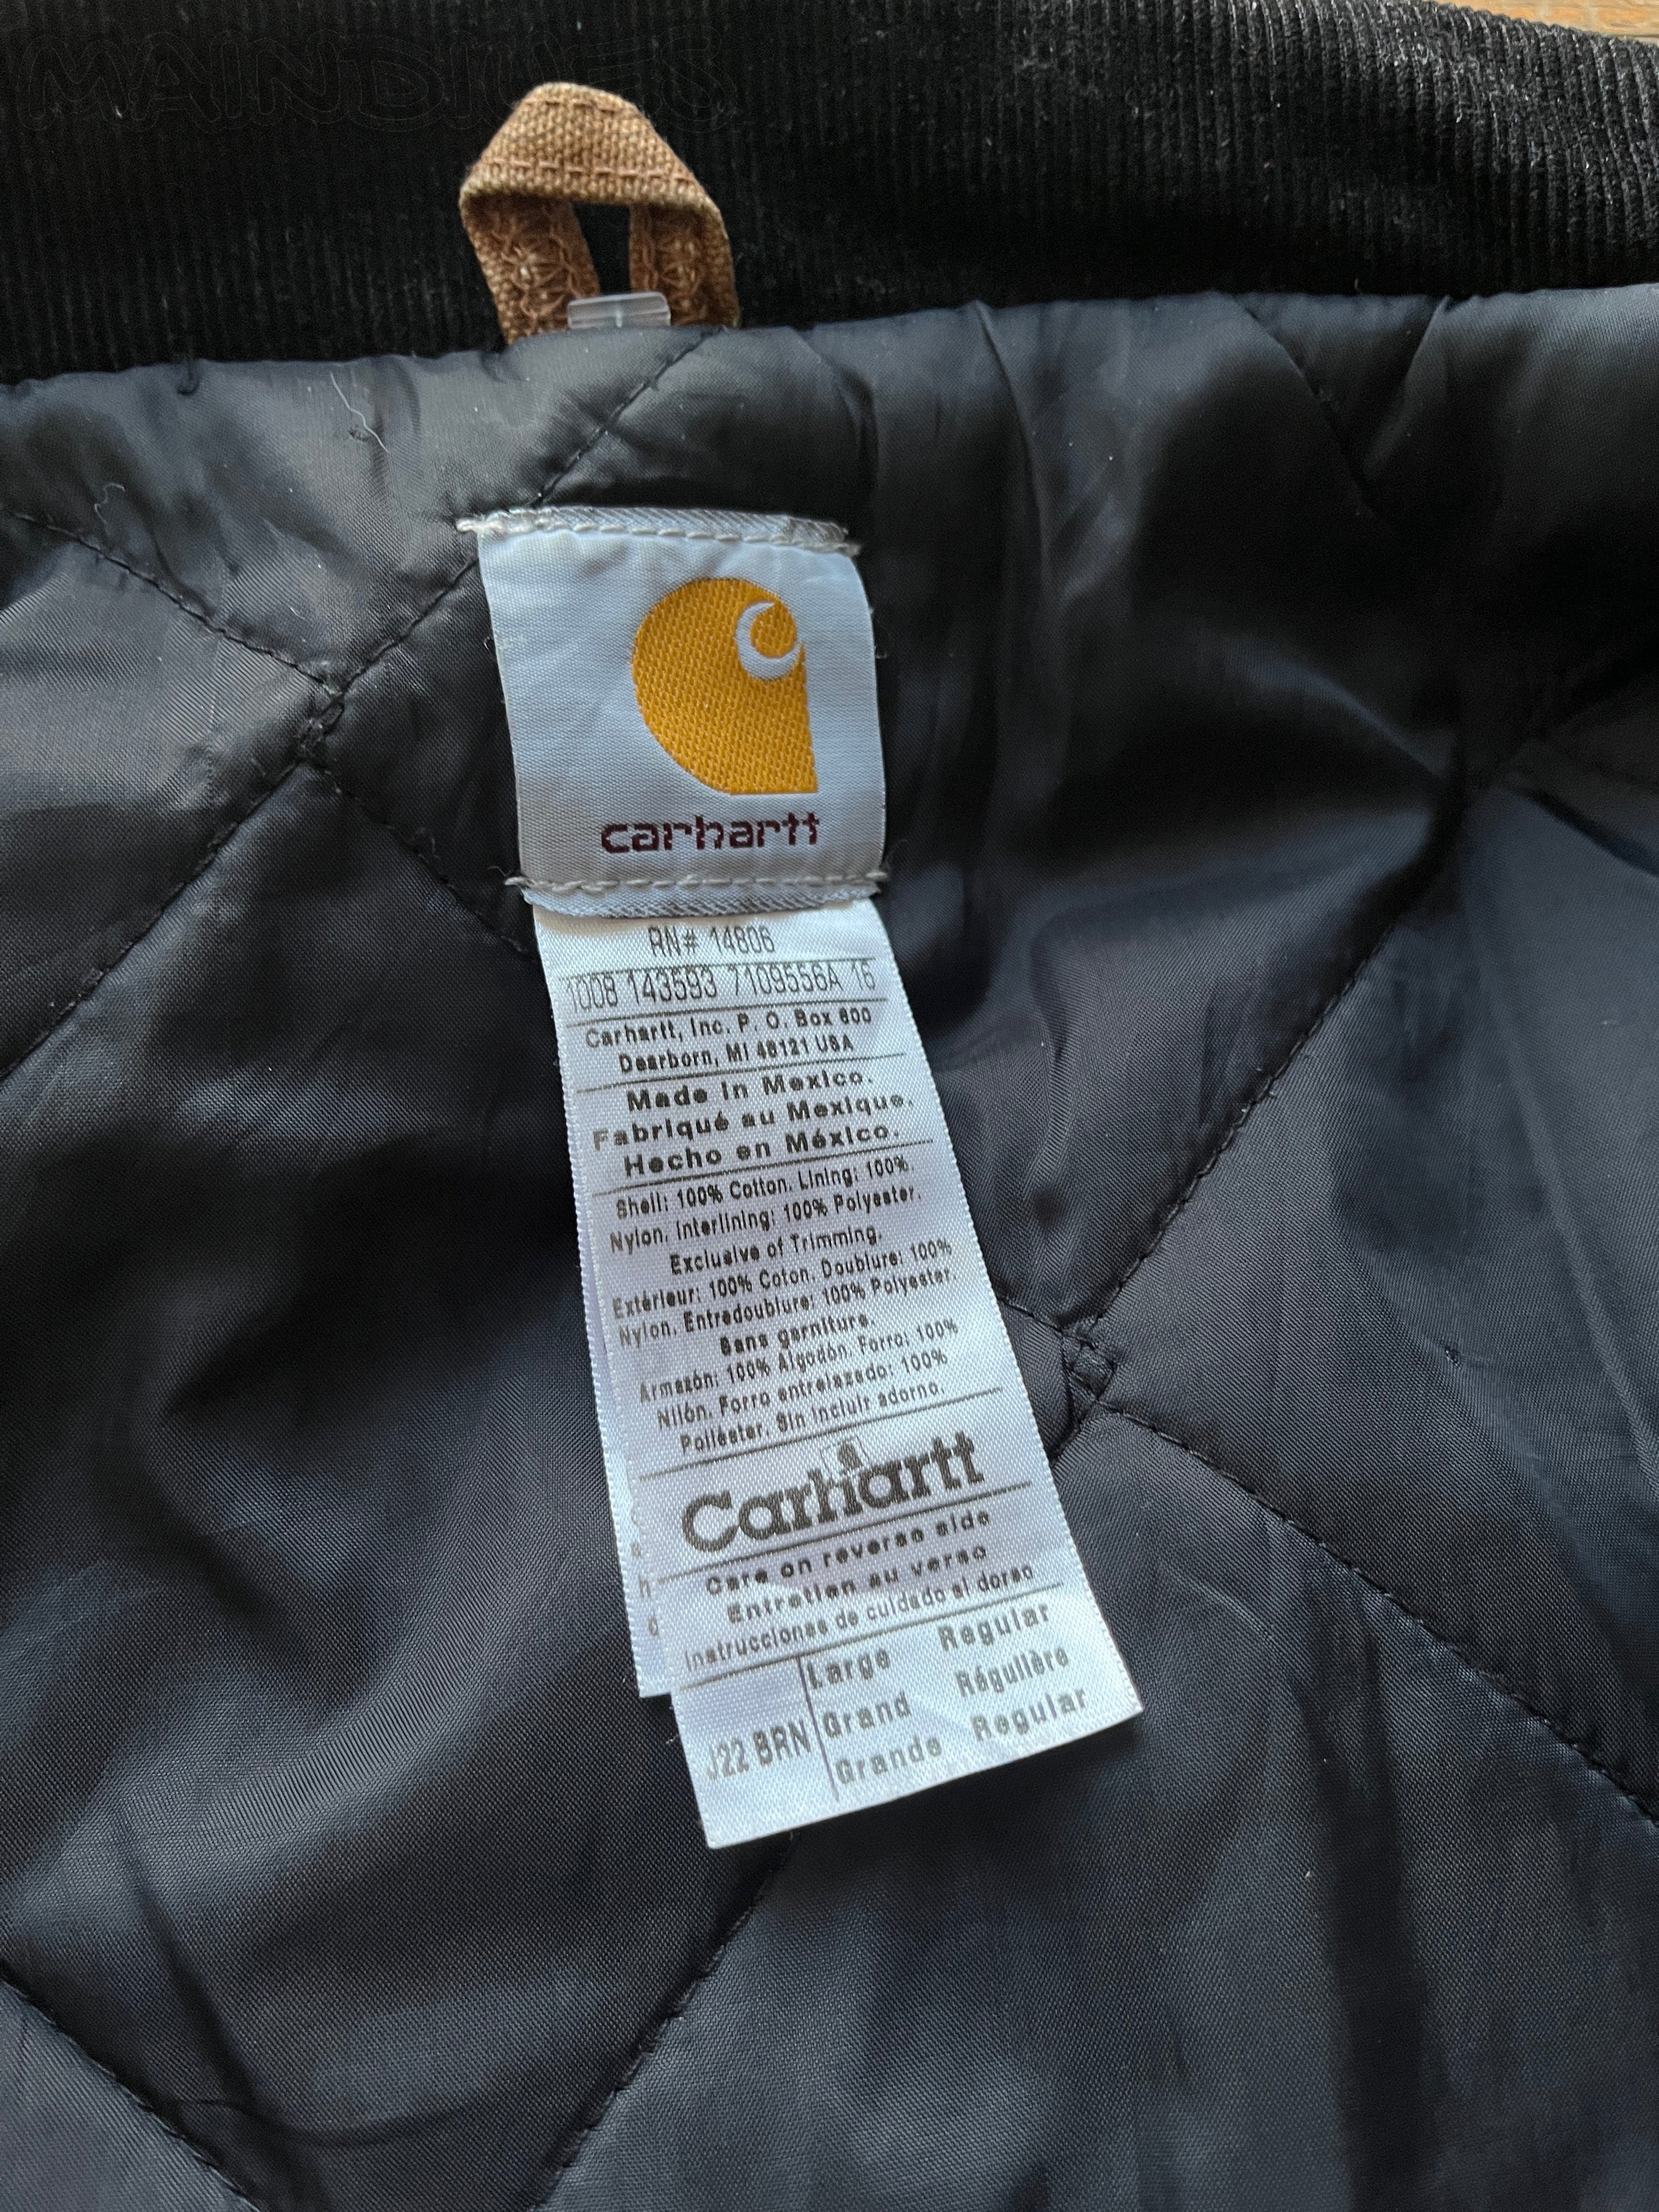 MAINDIVES
carhartt
RN# 14806
1008 143593 7109556A 16
Carhartt, Inc. P. O. Box 600
Dearborn, MI 48121 USA
Made in Mexico.
Fabriqué au Mexique.
Hecho en México.
Shell: 100% Cotton. Lining: 100%
Nylon. Interlining: 100% Polyester.
Exclusive of Trimming.
Extérieur: 100% Coton. Doublure: 100%
Nylon. Entredoublure: 100% Polyester.
Sans garniture.
Armazón: 100% Algodón. Forro: 100%
Nilón. Forro entrelazado: 100%
Poliéster. Sin incluir adorno.
Carhartt
Care on reverse side
Entretien au verso
Instrucciones de cuidado al dorso
Large Regular
Grand Régulière
J22 BRN
Grande Regular